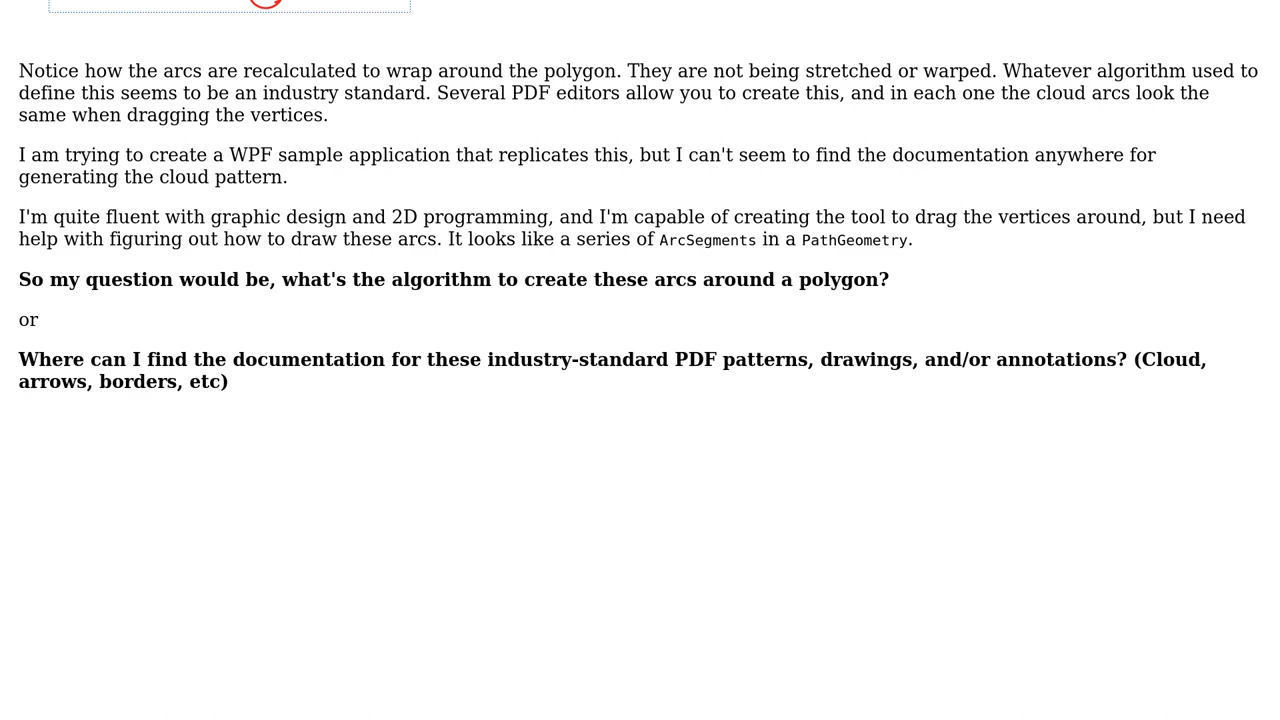 Notice how the arcs are recalculated to wrap around the polygon. They are not being stretched or warped. Whatever algorithm used to
define this seems to be an industry standard. Several PDF editors allow you to create this, and in each one the cloud arcs look the
same when dragging the vertices.
I am trying to create a WPF sample application that replicates this, but I can't seem to find the documentation anywhere for
generating the cloud pattern.
I'm quite fluent with graphic design and 2D programming, and I'm capable of creating the tool to drag the vertices around, but I need
help with figuring out how to draw these arcs. It looks like a series of ArcSegments in a PathGeometry.
So my question would be, what's the algorithm to create these arcs around a polygon?
or
Where can I find the documentation for these industry-standard PDF patterns, drawings, and/or annotations? (Cloud,
arrows, borders, etc)